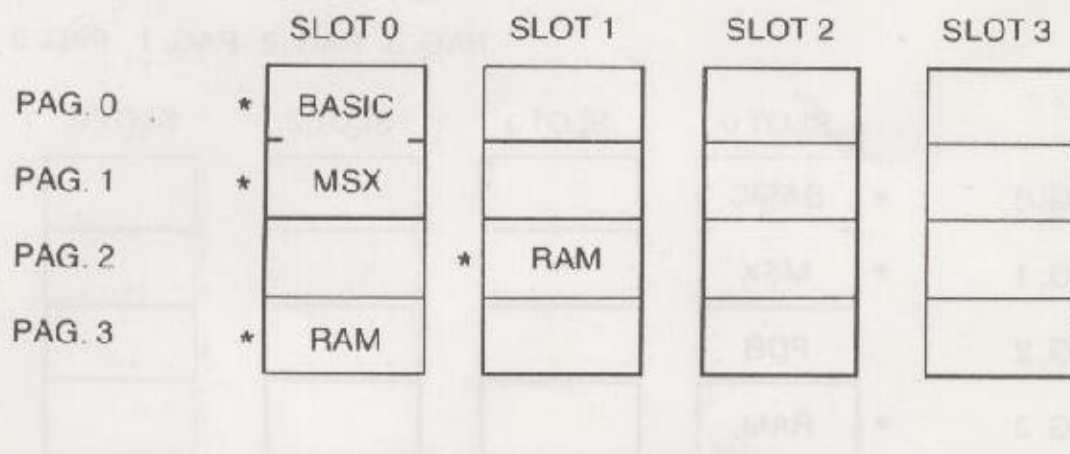 SLOT 0 SLOT 1 SLOT 2 SLOT 3
PAG. 0 * BASIC
PAG. 1 * MSX
PAG. 2 * RAM
PAG. 3 * RAM